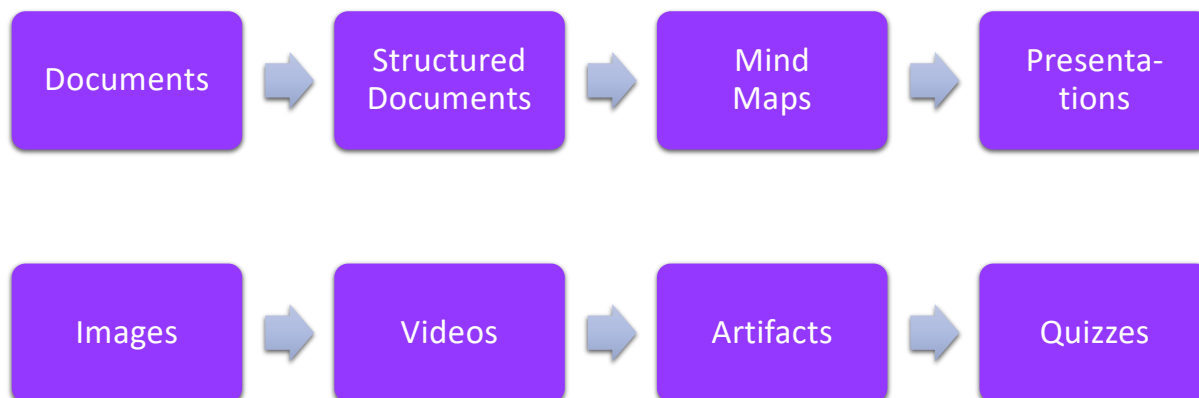 Documents
Structured
Documents
Mind
Maps
Presenta-
tions
Images
Videos
Artifacts
Quizzes